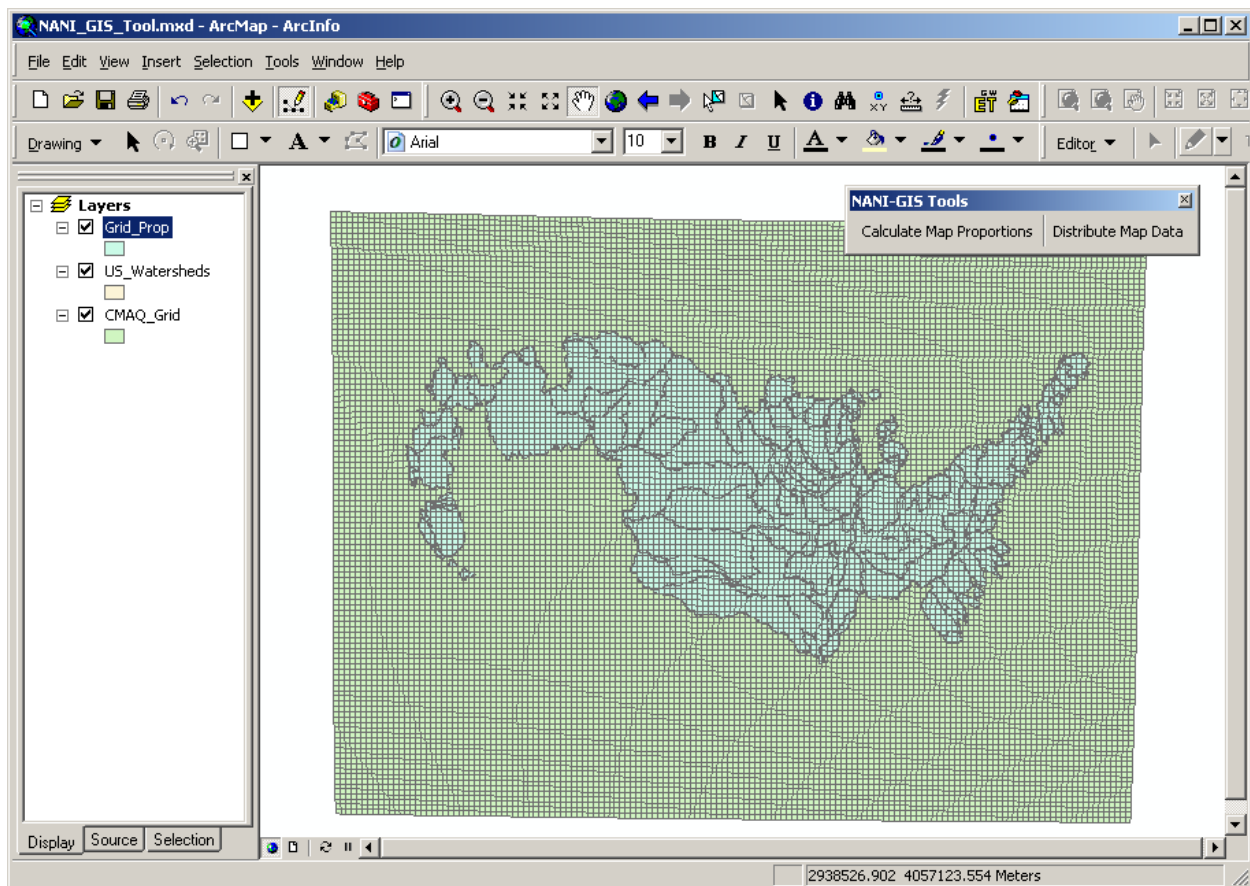 NANI_GIS_Tool.mxd - ArcMap - ArcInfo
File Edit View Insert Selection Tools Window Help
Drawing A Arial 10 B I U A Editor
Layers
Grid_Prop
US_Watersheds
CMAQ_Grid
NANI-GIS Tools
Calculate Map Proportions Distribute Map Data
Display Source Selection
2938526.902 4057123.554 Meters